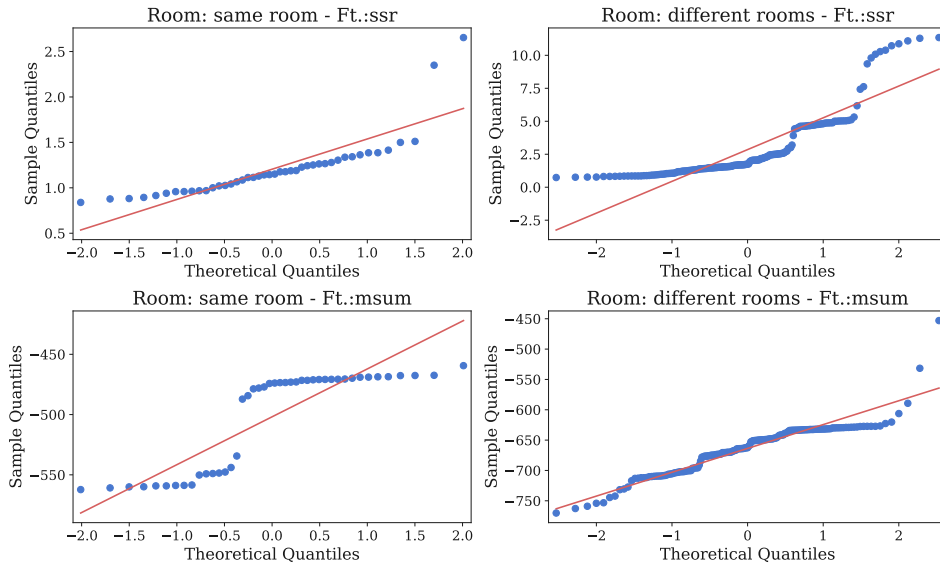 Room: same room - Ft.:ssr
Sample Quantiles
2.5
2.0
1.5
1.0
0.5
−2.0 −1.5 −1.0 −0.5 0.0 0.5 1.0 1.5 2.0
Theoretical Quantiles
Room: different rooms - Ft.:ssr
Sample Quantiles
10.0
7.5
5.0
2.5
0.0
−2.5
−2 −1 0 1 2
Theoretical Quantiles
Room: same room - Ft.:msum
Sample Quantiles
−450
−500
−550
−2.0 −1.5 −1.0 −0.5 0.0 0.5 1.0 1.5 2.0
Theoretical Quantiles
Room: different rooms - Ft.:msum
Sample Quantiles
−450
−500
−550
−600
−650
−700
−750
−2 −1 0 1 2
Theoretical Quantiles